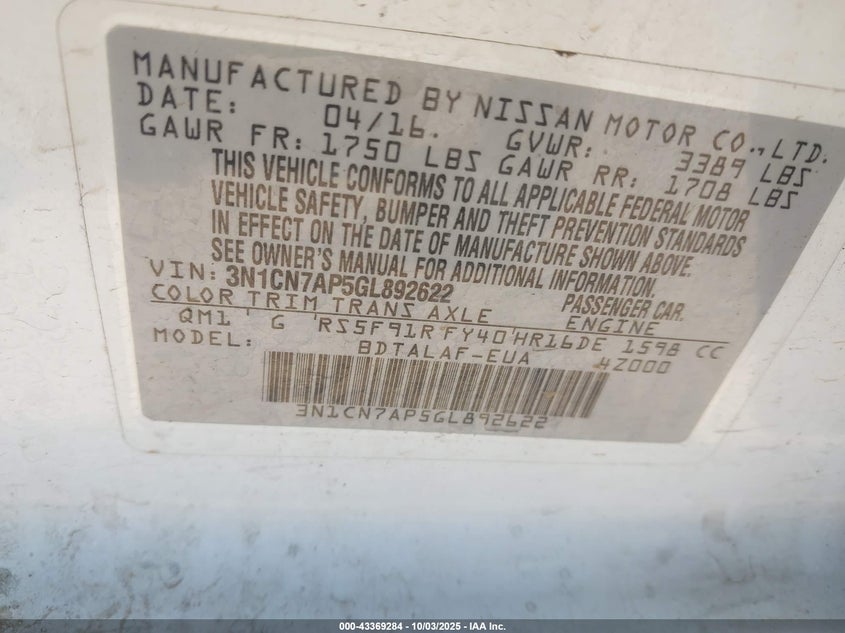 MANUFACTURED BY NISSAN MOTOR CO., LTD.
DATE: 04/16. GVWR: 3389 LBS
GAWR FR: 1750 LBS GAWR RR: 1708 LBS
THIS VEHICLE CONFORMS TO ALL APPLICABLE FEDERAL MOTOR
VEHICLE SAFETY, BUMPER AND THEFT PREVENTION STANDARDS
IN EFFECT ON THE DATE OF MANUFACTURE SHOWN ABOVE.
SEE OWNER'S MANUAL FOR ADDITIONAL INFORMATION.
VIN: 3N1CN7AP5GL892622 PASSENGER CAR.
COLOR TRIM TRANS AXLE ENGINE
QM1 G RS5F91R FY40 HR16DE 1598 CC
MODEL: BDTALAF-EUA 4Z000
3N1CN7AP5GL892622
000-43369284 - 10/03/2025 - IAA Inc.